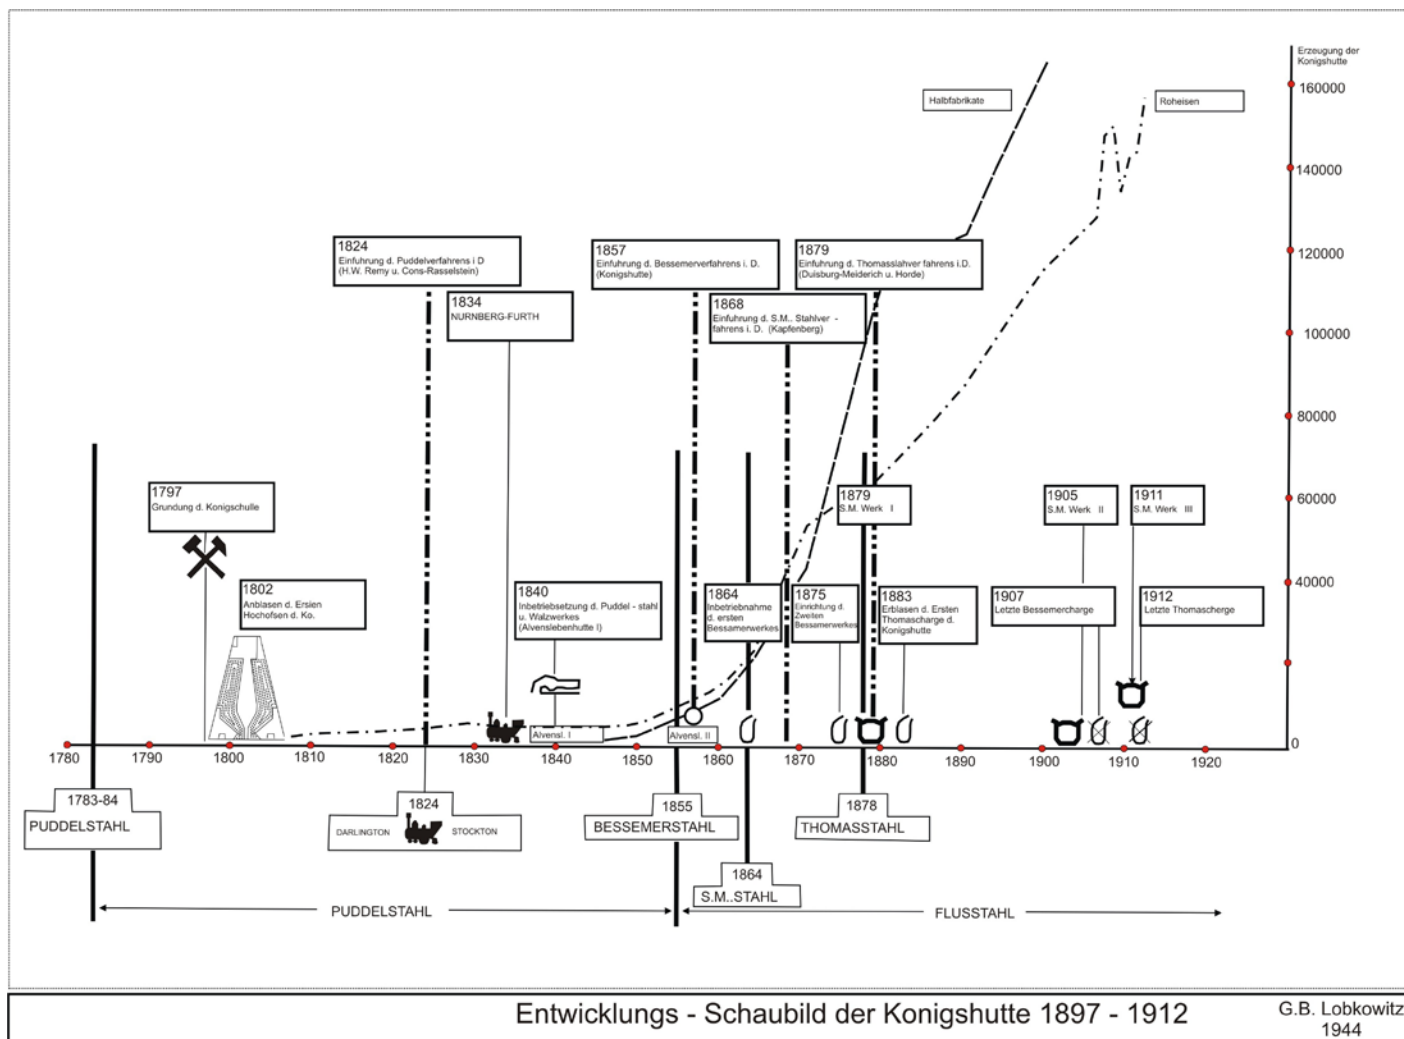 Erzeugung der
Konigshutte
160000
140000
120000
100000
80000
60000
40000
0
Halbfabrikate
Roheisen
1824
Einfuhrung d. Puddelverfahrens i D
(H.W. Remy u. Cons-Rasselstein)
1834
NURNBERG-FURTH
1857
Einfuhrung d. Bessemerverfahrens i. D.
(Konigshutte)
1868
Einfuhrung d. S.M.. Stahlver -
fahrens i. D. (Kapfenberg)
1879
Einfuhrung d. Thomasslahver fahrens i.D.
(Duisburg-Meiderich u. Horde)
1797
Grundung d. Konigschulle
1802
Anblasen d. Ersien
Hochofsen d. Ko.
1840
Inbetriebsetzung d. Puddel - stahl
u. Walzwerkes
(Alvenslebenhutte I)
1864
Inbetriebnahme
d. ersten
Bessamerwerkes
1875
Einrichtung d.
Zweiten
Bessamerwerkes
1879
S.M. Werk I
1883
Erblasen d. Ersten
Thomascharge d.
Konigshutte
1905
S.M. Werk II
1911
S.M. Werk III
1907
Letzte Bessemercharge
1912
Letzte Thomascherge
Alvensl. I
Alvensl. II
1780 1790 1800 1810 1820 1830 1840 1850 1860 1870 1880 1890 1900 1910 1920
1783-84
PUDDELSTAHL
1824
DARLINGTON STOCKTON
1855
BESSEMERSTAHL
1864
S.M..STAHL
1878
THOMASSTAHL
PUDDELSTAHL
FLUSSTAHL
Entwicklungs - Schaubild der Konigshutte 1897 - 1912
G.B. Lobkowitz
1944